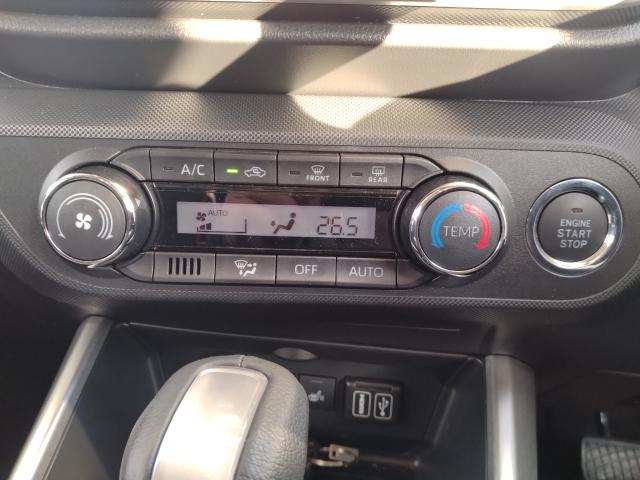 A/C
FRONT
REAR
AUTO
26.5
TEMP
ENGINE
START
STOP
OFF
AUTO